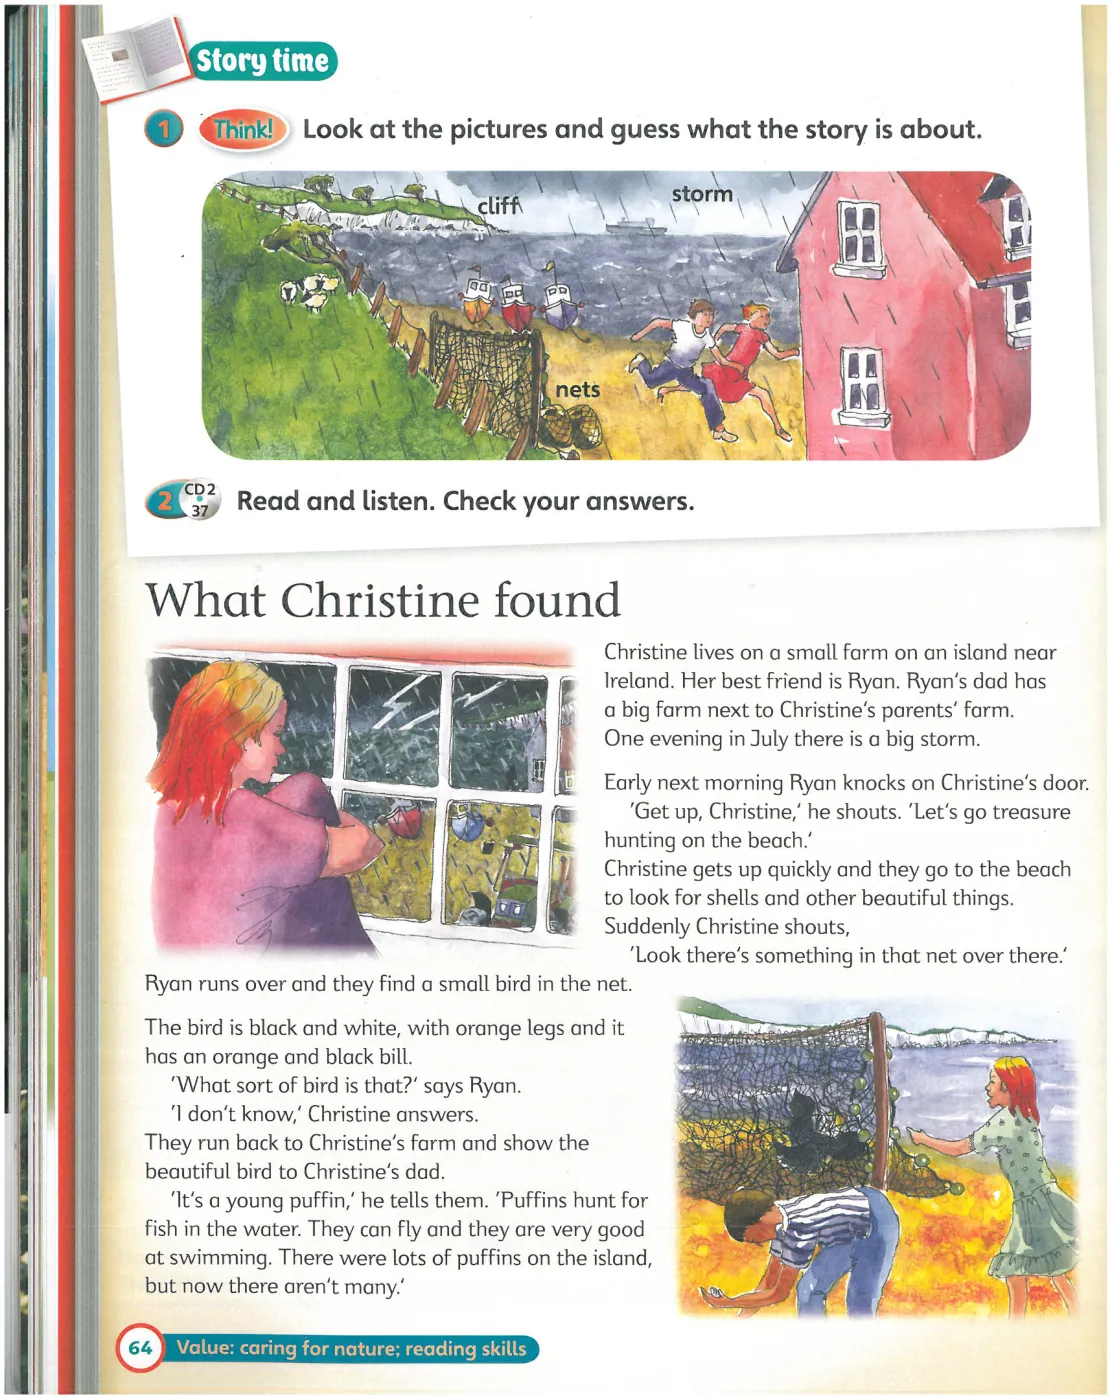 Story time
1 Think! Look at the pictures and guess what the story is about.
cliff
storm
nets
2 CD2 37 Read and listen. Check your answers.
What Christine found
Christine lives on a small farm on an island near
Ireland. Her best friend is Ryan. Ryan's dad has
a big farm next to Christine's parents' farm.
One evening in July there is a big storm.
Early next morning Ryan knocks on Christine's door.
'Get up, Christine,' he shouts. 'Let's go treasure
hunting on the beach.'
Christine gets up quickly and they go to the beach
to look for shells and other beautiful things.
Suddenly Christine shouts,
'Look there's something in that net over there.'
Ryan runs over and they find a small bird in the net.
The bird is black and white, with orange legs and it
has an orange and black bill.
'What sort of bird is that?' says Ryan.
'I don't know,' Christine answers.
They run back to Christine's farm and show the
beautiful bird to Christine's dad.
'It's a young puffin,' he tells them. 'Puffins hunt for
fish in the water. They can fly and they are very good
at swimming. There were lots of puffins on the island,
but now there aren't many.'
64 Value: caring for nature; reading skills